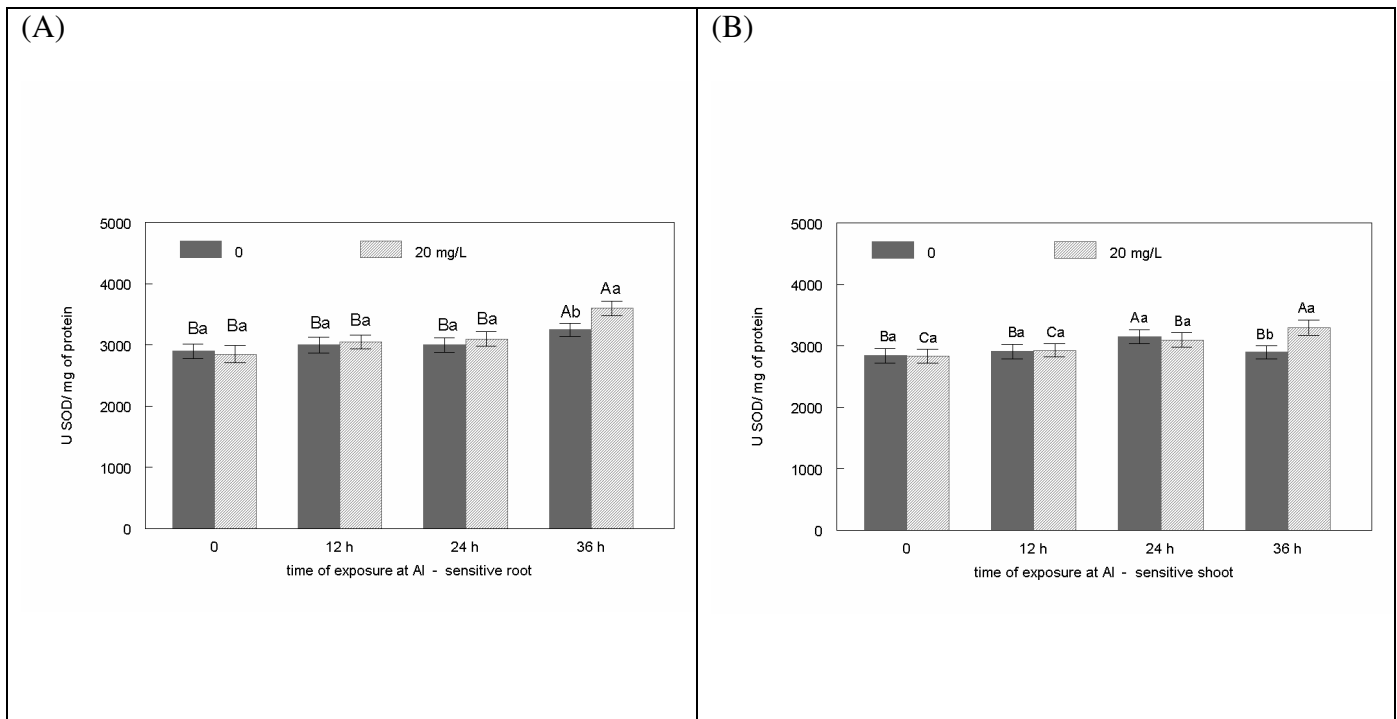 (A)
U SOD/ mg of protein
5000
4000
3000
2000
1000
0
0
20 mg/L
Ba
Ba
Ba
Ba
Ba
Ba
Ab
Aa
0
12 h
24 h
36 h
time of exposure at Al - sensitive root
(B)
U SOD/ mg of protein
5000
4000
3000
2000
1000
0
0
20 mg/L
Ba
Ca
Ba
Ca
Aa
Ba
Bb
Aa
0
12 h
24 h
36 h
time of exposure at Al - sensitive shoot